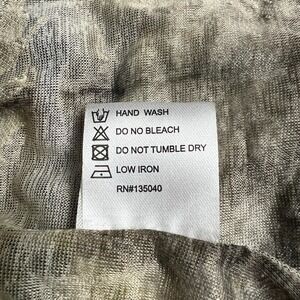 HAND WASH
DO NO BLEACH
DO NOT TUMBLE DRY
LOW IRON
RN#135040